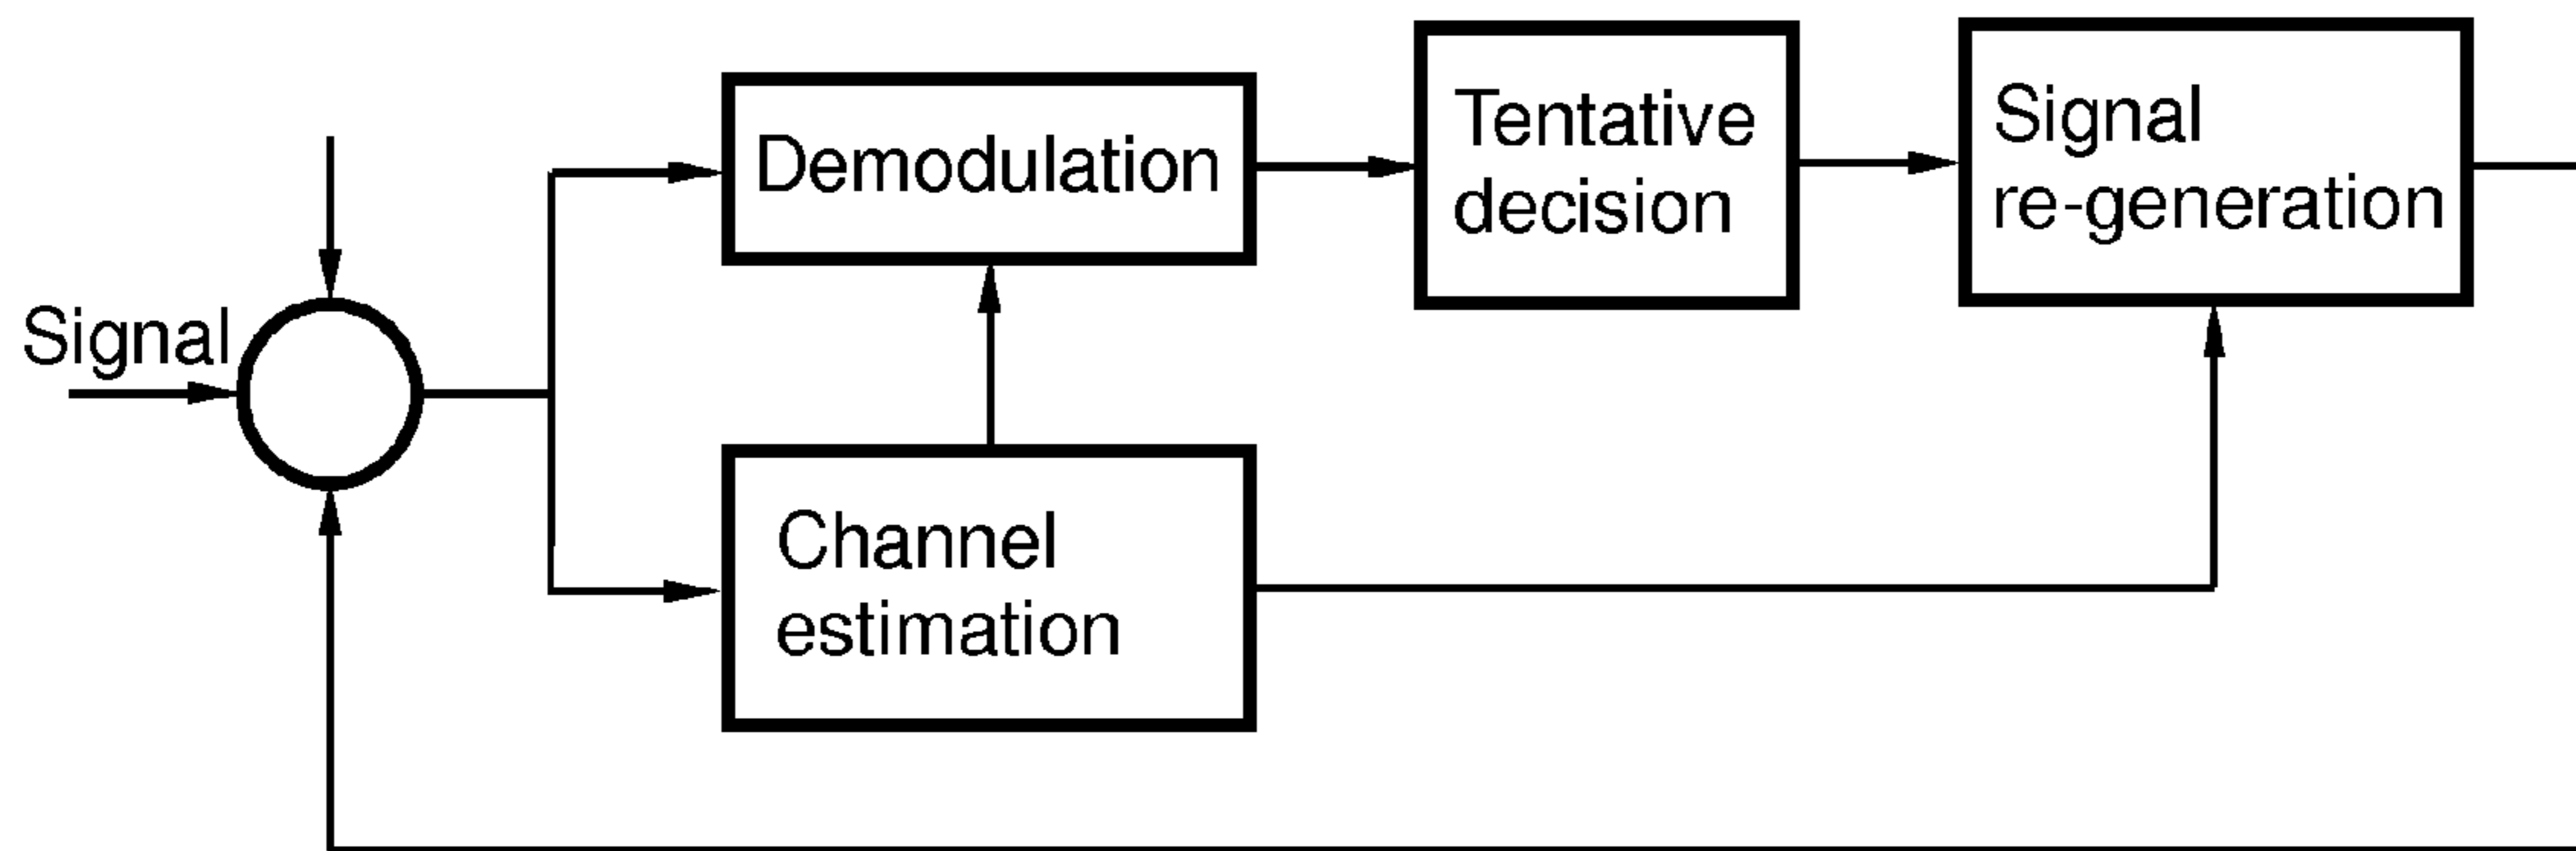 Signal
Demodulation
Tentative
decision
Signal
re-generation
Channel
estimation